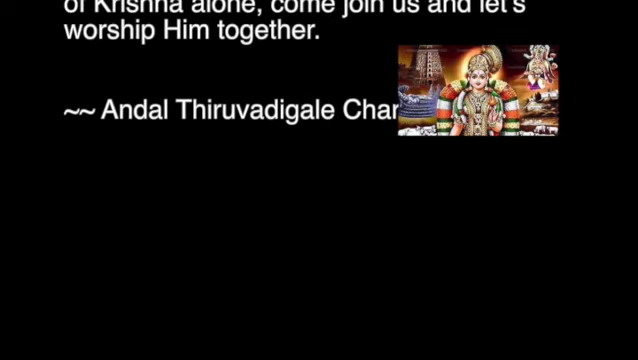 of Krishna alone, come join us and let's
worship Him together.
~~ Andal Thiruvadigale Char